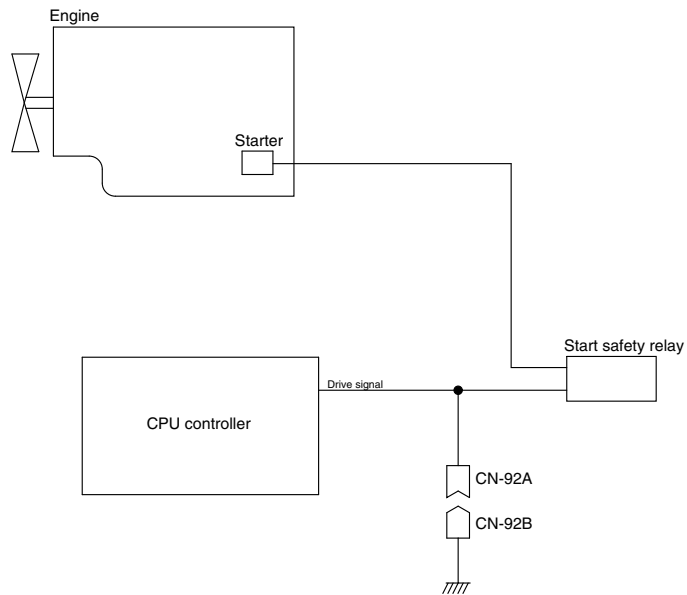 Engine
Starter
Start safety relay
Drive signal
CPU controller
CN-92A
CN-92B